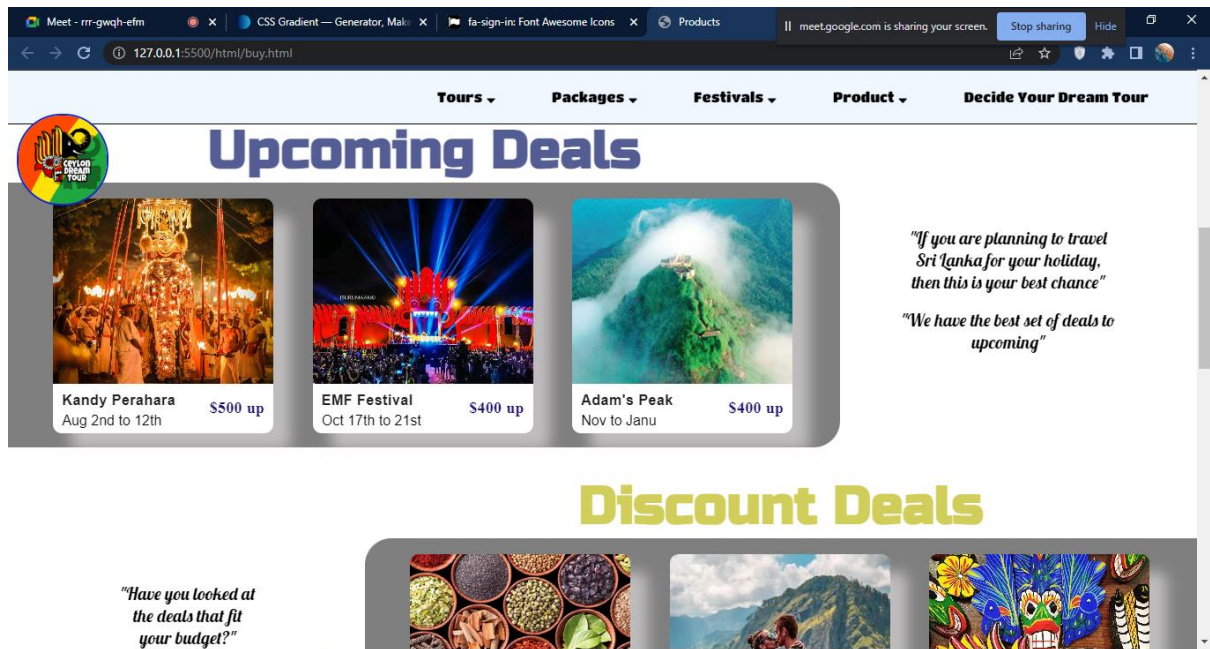 Meet - rrr-gwqh-efm
CSS Gradient — Generator, Make
fa-sign-in: Font Awesome Icons
Products
meet.google.com is sharing your screen.
Stop sharing
Hide
127.0.0.1:5500/html/buy.html
Tours
Packages
Festivals
Product
Decide Your Dream Tour
CEYLON
DREAM
TOUR
Upcoming Deals
Kandy Perahara
Aug 2nd to 12th
$500 up
EMF Festival
Oct 17th to 21st
$400 up
Adam's Peak
Nov to Janu
$400 up
"If you are planning to travel
Sri Lanka for your holiday,
then this is your best chance"
"We have the best set of deals to
upcoming"
Discount Deals
"Have you looked at
the deals that fit
your budget?"